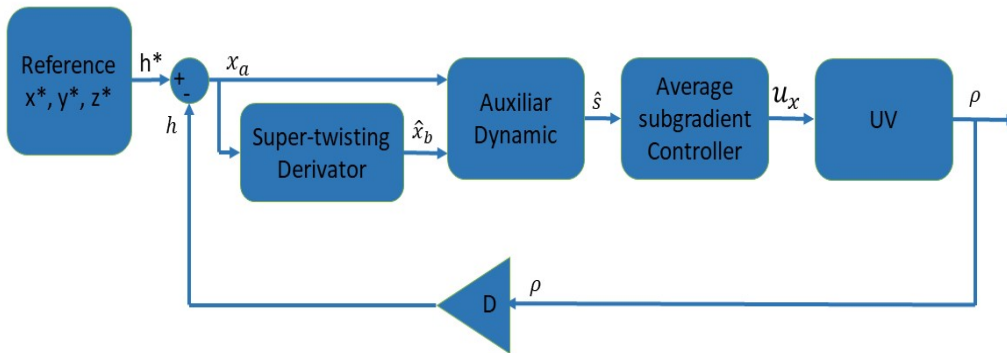 Reference
x*, y*, z*
h*
+
-
h
x_a
Super-twisting
Derivator
x̂_b
Auxiliar
Dynamic
ŝ
Average
subgradient
Controller
u_x
UV
ρ
D
ρ